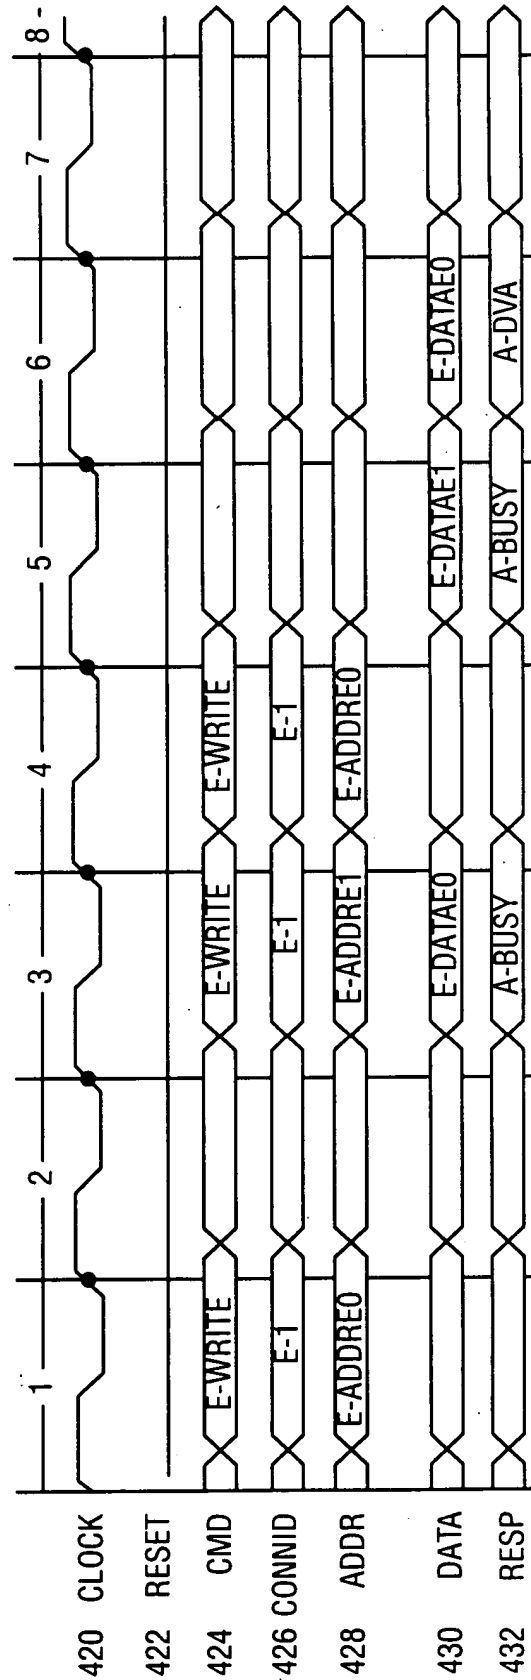 1 2 3 4 5 6 7 8
420 CLOCK
422 RESET
424 CMD E-WRITE E-WRITE E-WRITE
426 CONNID E-1 E-1 E-1
428 ADDR E-ADDRE0 E-ADDRE1 E-ADDRE0
430 DATA E-DATAE0 E-DATAE1 E-DATAE0
432 RESP A-BUSY A-BUSY A-DVA